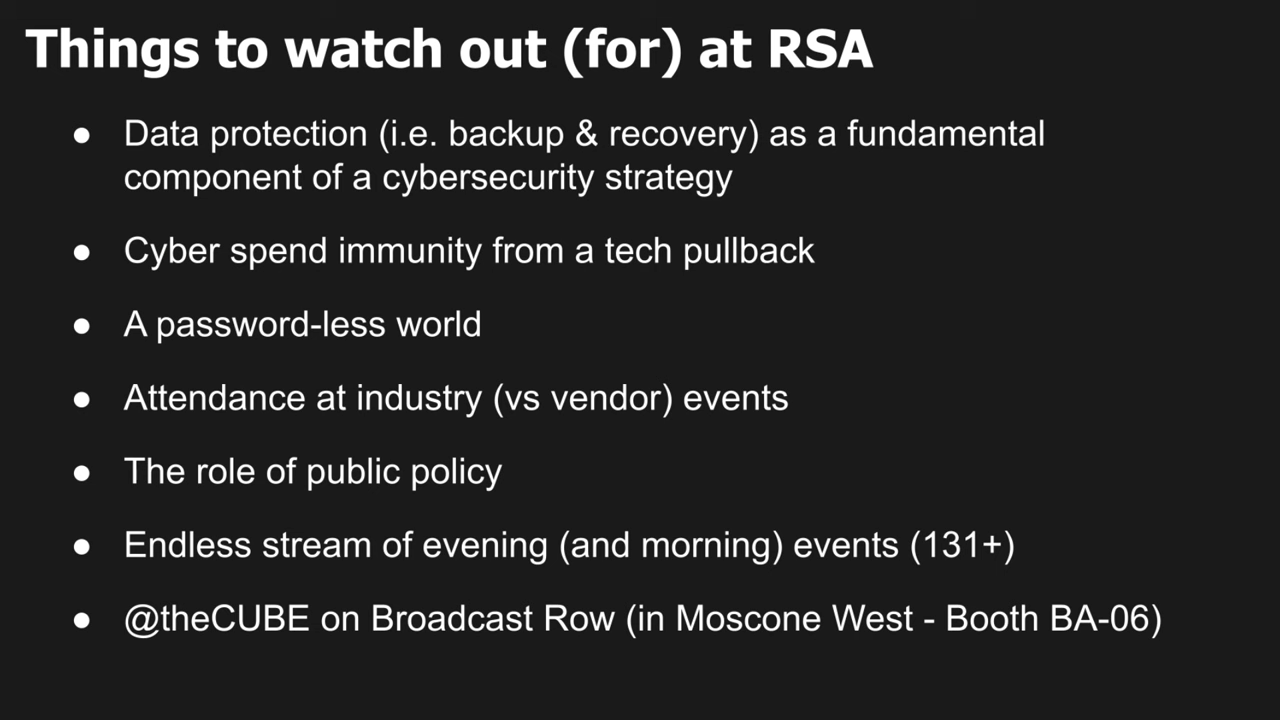 Things to watch out (for) at RSA
● Data protection (i.e. backup & recovery) as a fundamental
component of a cybersecurity strategy
● Cyber spend immunity from a tech pullback
● A password-less world
● Attendance at industry (vs vendor) events
● The role of public policy
● Endless stream of evening (and morning) events (131+)
● @theCUBE on Broadcast Row (in Moscone West - Booth BA-06)